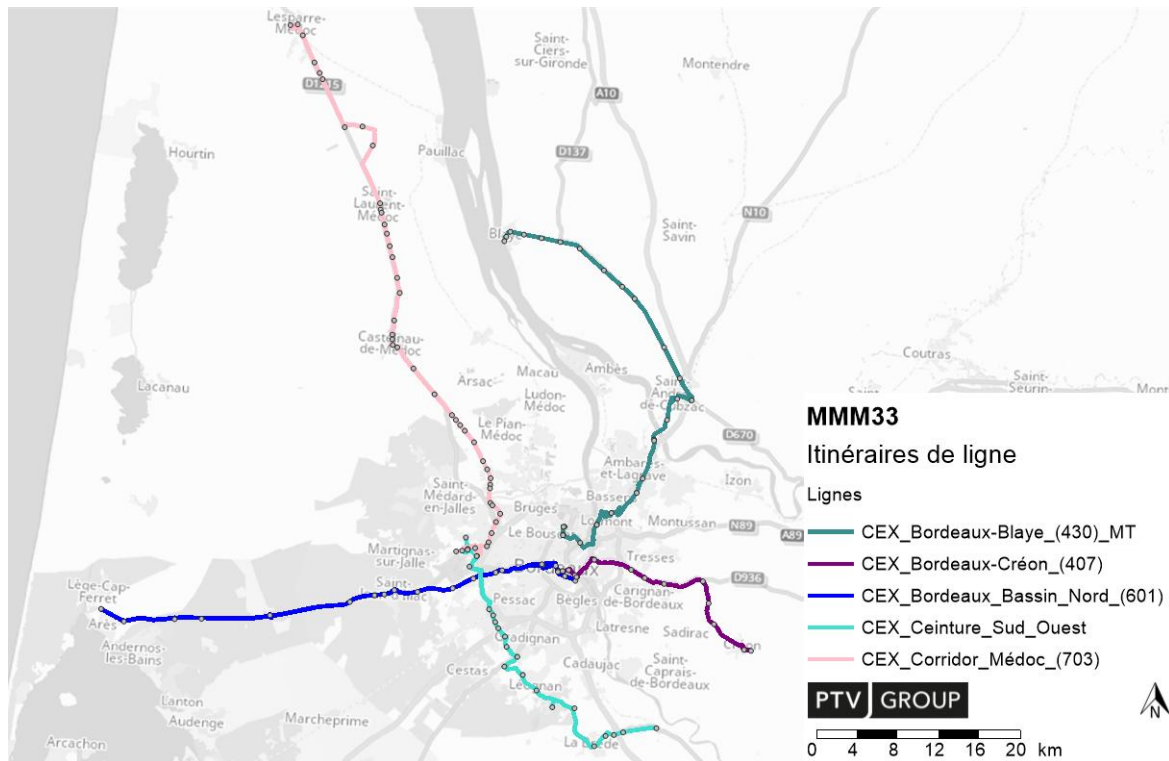 Lesparre-
Médoc
Saint-
Ciers-
sur-Gironde
Montendre
D1215
A10
D137
Hourtin
Pauillac
Saint-
Laurent-
Médoc
N10
Saint-
Savin
Blaye
Castelnau-
de-Médoc
Coutras
Lacanau
Arsac
Macau
Ambès
Saint-
André-
de-Cubzac
Ludon-
Médoc
Saint-
Seurin-
Le Pian-
Médoc
D670
Saint-
Médard-
en-Jalles
Ambarès-
et-Lagrave
Izon
Bruges
Bassens
Le Bouscat
Lormont
Montussan
N89
A89
Martignas-
sur-Jalle
Bordeaux
Tresses
D936
Lège-Cap-
Ferret
Arès
Andernos-
les-Bains
Pessac
Bègles
Carignan-
de-Bordeaux
Latresne
Sadirac
Créon
Gradignan
Cestas
Léognan
Cadaujac
Saint-
Caprais-
de-Bordeaux
Lanton
Audenge
Marcheprime
Arcachon
La Brède
MMM33
Itinéraires de ligne
Lignes
CEX_Bordeaux-Blaye_(430)_MT
CEX_Bordeaux-Créon_(407)
CEX_Bordeaux_Bassin_Nord_(601)
CEX_Ceinture_Sud_Ouest
CEX_Corridor_Médoc_(703)
PTV GROUP
N
0 4 8 12 16 20 km